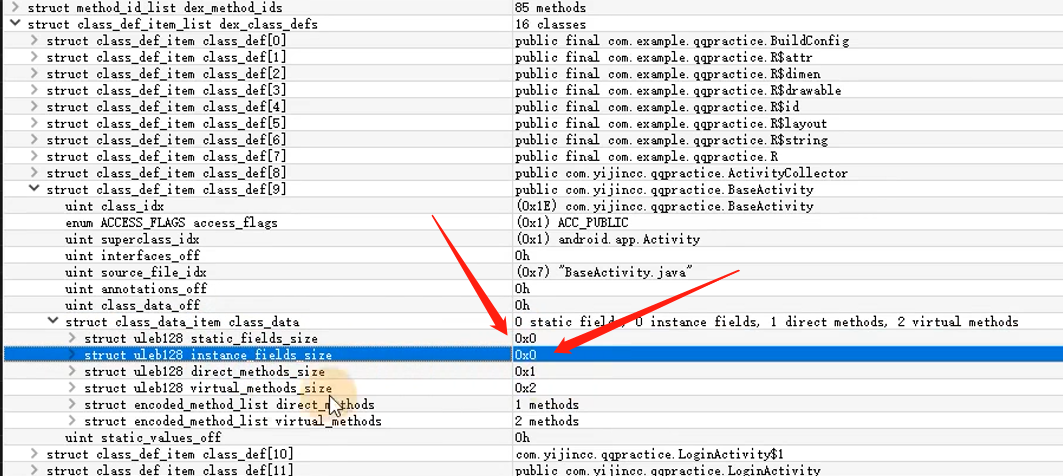 struct method_id_list dex_method_ids 85 methods
struct class_def_item_list dex_class_defs 16 classes
struct class_def_item class_def[0] public final com.example.qqpractice.BuildConfig
struct class_def_item class_def[1] public final com.example.qqpractice.R$attr
struct class_def_item class_def[2] public final com.example.qqpractice.R$dimen
struct class_def_item class_def[3] public final com.example.qqpractice.R$drawable
struct class_def_item class_def[4] public final com.example.qqpractice.R$id
struct class_def_item class_def[5] public final com.example.qqpractice.R$layout
struct class_def_item class_def[6] public final com.example.qqpractice.R$string
struct class_def_item class_def[7] public final com.example.qqpractice.R
struct class_def_item class_def[8] public com.yijincc.qqpractice.ActivityCollector
struct class_def_item class_def[9] public com.yijincc.qqpractice.BaseActivity
uint class_idx (0x1E) com.yijincc.qqpractice.BaseActivity
enum ACCESS_FLAGS access_flags (0x1) ACC_PUBLIC
uint superclass_idx (0x1) android.app.Activity
uint interfaces_off 0h
uint source_file_idx (0x7) "BaseActivity.java"
uint annotations_off 0h
uint class_data_off 0h
struct class_data_item class_data 0 static fields, 0 instance fields, 1 direct methods, 2 virtual methods
struct uleb128 static_fields_size 0x0
struct uleb128 instance_fields_size 0x0
struct uleb128 direct_methods_size 0x1
struct uleb128 virtual_methods_size 0x2
struct encoded_method_list direct_methods 1 methods
struct encoded_method_list virtual_methods 2 methods
uint static_values_off 0h
struct class_def_item class_def[10] com.yijincc.qqpractice.LoginActivity$1
struct class_def_item class_def[11] public com.yijincc.qqpractice.LoginActivity